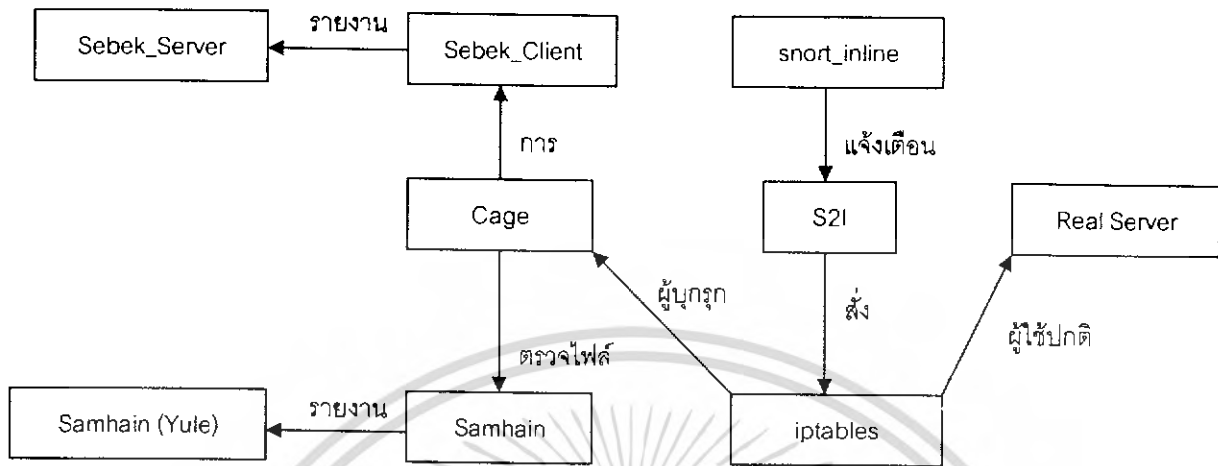 รายงาน
Sebek_Server
Sebek_Client
snort_inline
การ
แจ้งเตือน
Cage
S2I
Real Server
ผู้บุกรุก
สั่ง
ผู้ใช้ปกติ
ตรวจไฟล์
รายงาน
Samhain (Yule)
Samhain
iptables